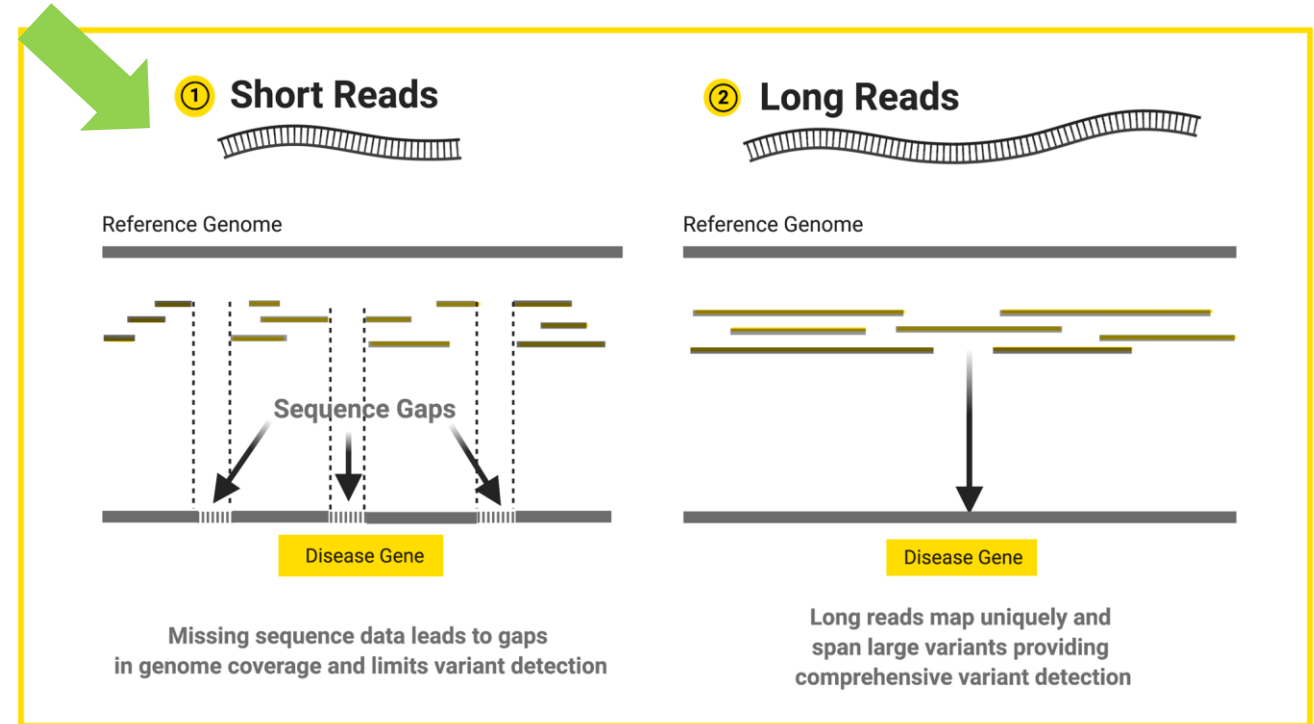 ① Short Reads
Reference Genome
Sequence Gaps
Disease Gene
Missing sequence data leads to gaps
in genome coverage and limits variant detection
② Long Reads
Reference Genome
Disease Gene
Long reads map uniquely and
span large variants providing
comprehensive variant detection